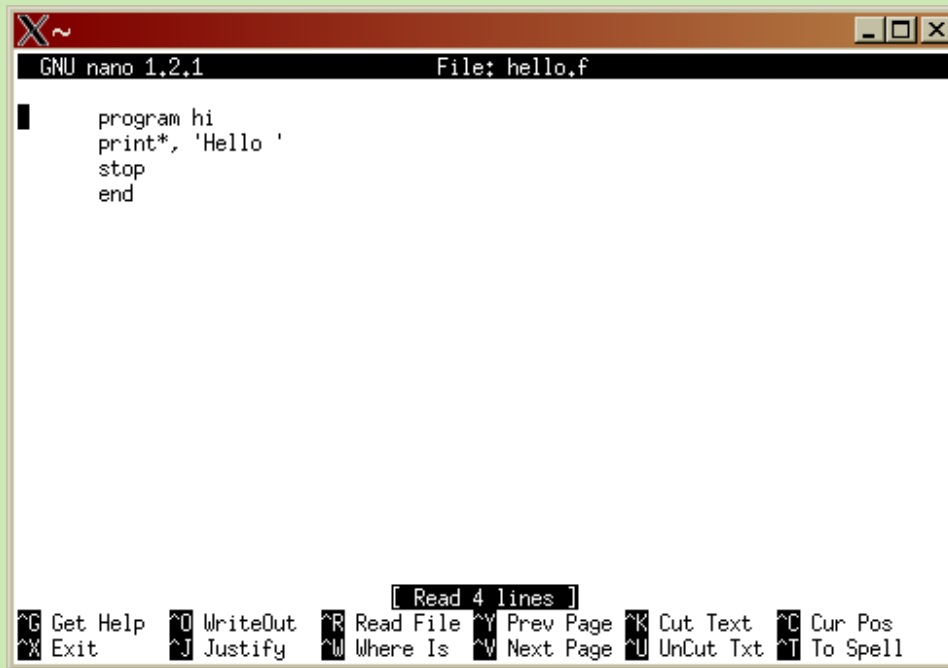 X~
GNU nano 1.2.1 File: hello.f
program hi
print*, 'Hello '
stop
end
[ Read 4 lines ]
^G Get Help ^O WriteOut ^R Read File ^Y Prev Page ^K Cut Text ^C Cur Pos
^X Exit ^J Justify ^W Where Is ^V Next Page ^U UnCut Txt ^T To Spell